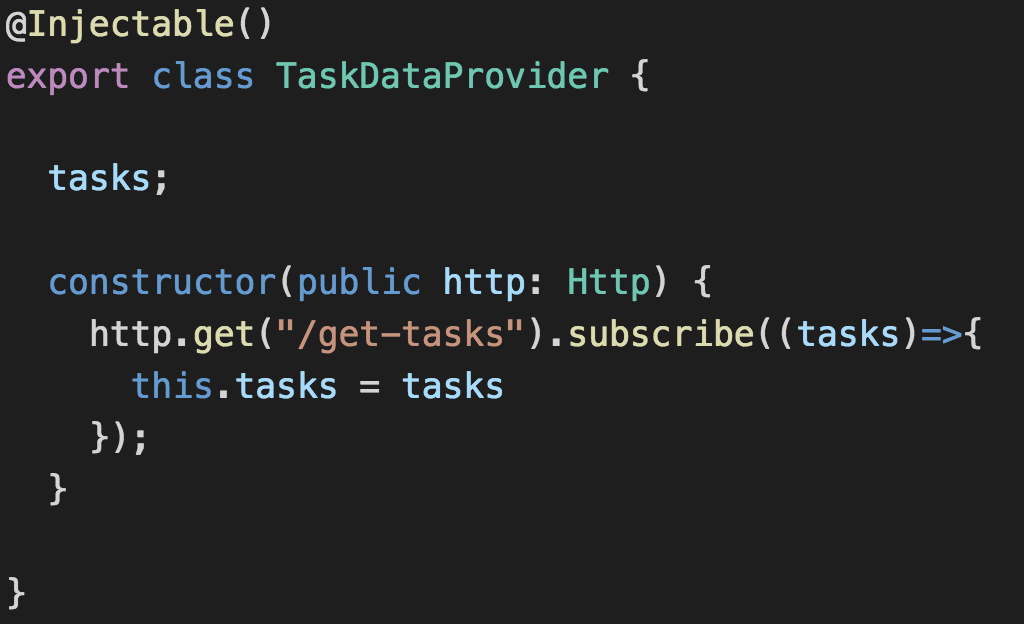 @Injectable()
export class TaskDataProvider {
tasks;
constructor(public http: Http) {
http.get("/get-tasks").subscribe((tasks)=>{
this.tasks = tasks
});
}
}